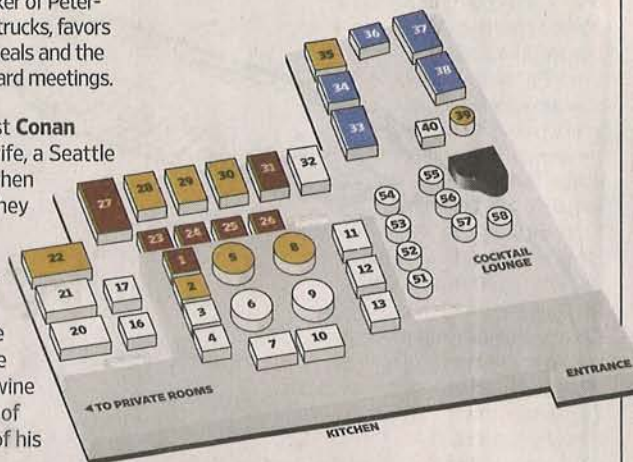 ker of Peter-
trucks, favors
eals and the
ard meetings.
st Conan
ife, a Seattle
hen
ney
e
e
wine
of
of his
36
37
35
34
38
33
39
40
32
31
30
29
28
27
55
54
56
53
57
58
52
51
26
25
24
23
11
8
5
1
22
12
2
21
17
9
6
3
13
20
16
4
7
10
COCKTAIL
LOUNGE
ENTRANCE
◄TO PRIVATE ROOMS
KITCHEN